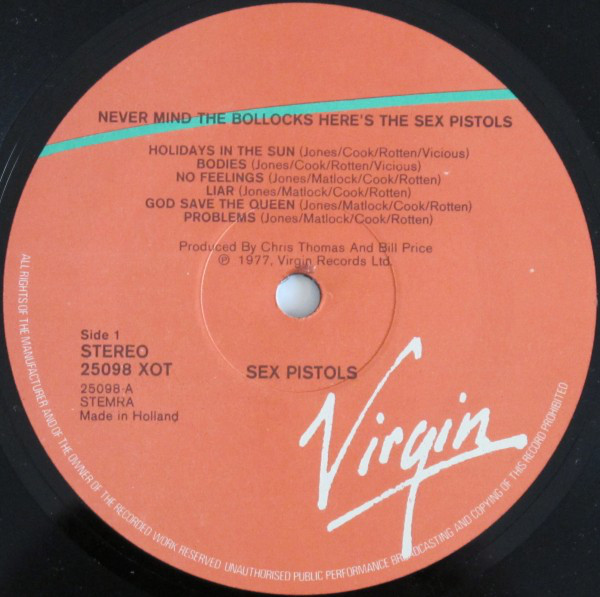 NEVER MIND THE BOLLOCKS HERE'S THE SEX PISTOLS
HOLIDAYS IN THE SUN (Jones/Cook/Rotten/Vicious)
BODIES (Jones/Cook/Rotten/Vicious)
NO FEELINGS (Jones/Matlock/Cook/Rotten)
LIAR (Jones/Matlock/Cook/Rotten)
GOD SAVE THE QUEEN (Jones/Matlock/Cook/Rotten)
PROBLEMS (Jones/Matlock/Cook/Rotten)
Produced By Chris Thomas And Bill Price
℗ 1977, Virgin Records Ltd.
Side 1
STEREO
25098 XOT
SEX PISTOLS
25098 A
STEMRA
Made in Holland
Virgin
ALL RIGHTS OF THE MANUFACTURER AND OF THE OWNER OF THE RECORDED WORK RESERVED UNAUTHORISED PUBLIC PERFORMANCE BROADCASTING AND COPYING OF THIS RECORD PROHIBITED